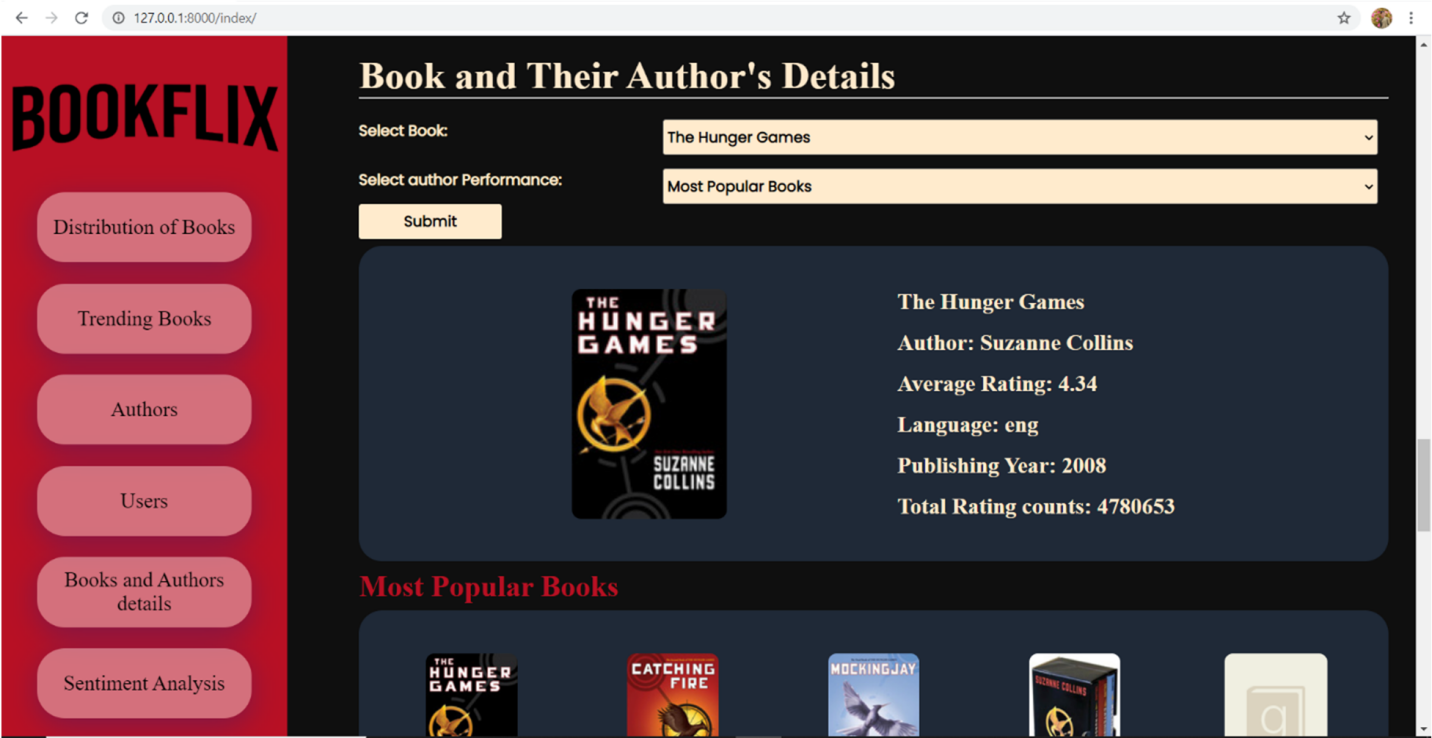 127.0.0.1:8000/index/
BOOKFLIX
Distribution of Books
Trending Books
Authors
Users
Books and Authors
details
Sentiment Analysis
Book and Their Author's Details
Select Book:
The Hunger Games
Select author Performance:
Most Popular Books
Submit
THE
HUNGER
GAMES
SUZANNE
COLLINS
The Hunger Games
Author: Suzanne Collins
Average Rating: 4.34
Language: eng
Publishing Year: 2008
Total Rating counts: 4780653
Most Popular Books
THE
HUNGER
GAMES
CATCHING
FIRE
MOCKINGJAY
SUZANNE COLLINS
g